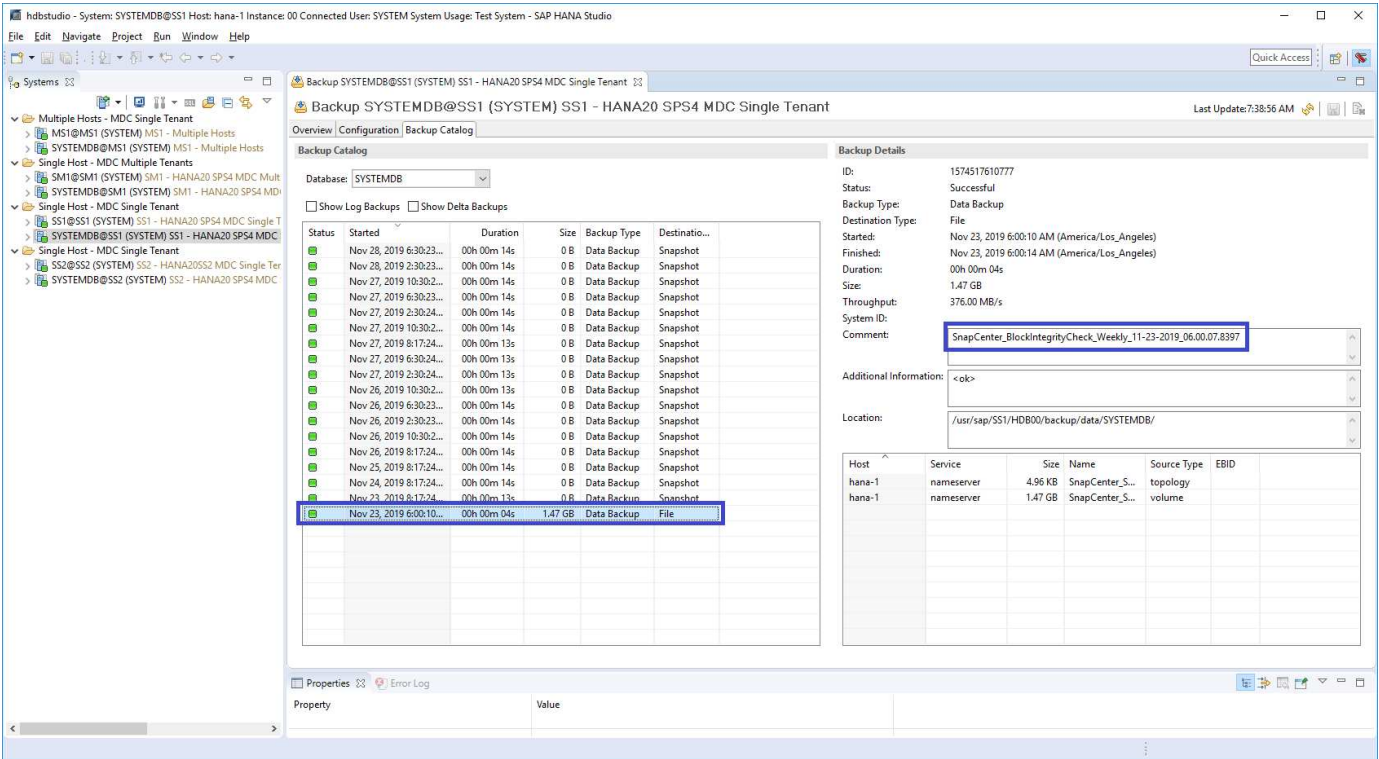 hdbstudio - System: SYSTEMDB@SS1 Host: hana-1 Instance: 00 Connected User: SYSTEM System Usage: Test System - SAP HANA Studio
File Edit Navigate Project Run Window Help
Quick Access
Systems
Multiple Hosts - MDC Single Tenant
MS1@MS1 (SYSTEM) MS1 - Multiple Hosts
SYSTEMDB@MS1 (SYSTEM) MS1 - Multiple Hosts
Single Host - MDC Multiple Tenants
SM1@SM1 (SYSTEM) SM1 - HANA20 SPS4 MDC Mult
SYSTEMDB@SM1 (SYSTEM) SM1 - HANA20 SPS4 MD
Single Host - MDC Single Tenant
SS1@SS1 (SYSTEM) SS1 - HANA20 SPS4 MDC Single T
SYSTEMDB@SS1 (SYSTEM) SS1 - HANA20 SPS4 MDC
Single Host - MDC Single Tenant
SS2@SS2 (SYSTEM) SS2 - HANA20SS2 MDC Single Ter
SYSTEMDB@SS2 (SYSTEM) SS2 - HANA20 SPS4 MDC
Backup SYSTEMDB@SS1 (SYSTEM) SS1 - HANA20 SPS4 MDC Single Tenant
Backup SYSTEMDB@SS1 (SYSTEM) SS1 - HANA20 SPS4 MDC Single Tenant
Last Update:7:38:56 AM
Overview Configuration Backup Catalog
Backup Catalog
Database: SYSTEMDB
Show Log Backups Show Delta Backups
Status Started Duration Size Backup Type Destinatio...
Nov 28, 2019 6:30:23... 00h 00m 14s 0 B Data Backup Snapshot
Nov 28, 2019 2:30:23... 00h 00m 14s 0 B Data Backup Snapshot
Nov 27, 2019 10:30:2... 00h 00m 14s 0 B Data Backup Snapshot
Nov 27, 2019 6:30:23... 00h 00m 14s 0 B Data Backup Snapshot
Nov 27, 2019 2:30:24... 00h 00m 14s 0 B Data Backup Snapshot
Nov 27, 2019 10:30:2... 00h 00m 14s 0 B Data Backup Snapshot
Nov 27, 2019 8:17:24... 00h 00m 13s 0 B Data Backup Snapshot
Nov 27, 2019 6:30:24... 00h 00m 13s 0 B Data Backup Snapshot
Nov 27, 2019 2:30:24... 00h 00m 13s 0 B Data Backup Snapshot
Nov 26, 2019 10:30:2... 00h 00m 14s 0 B Data Backup Snapshot
Nov 26, 2019 6:30:23... 00h 00m 14s 0 B Data Backup Snapshot
Nov 26, 2019 2:30:23... 00h 00m 14s 0 B Data Backup Snapshot
Nov 26, 2019 10:30:2... 00h 00m 14s 0 B Data Backup Snapshot
Nov 26, 2019 8:17:24... 00h 00m 14s 0 B Data Backup Snapshot
Nov 25, 2019 8:17:24... 00h 00m 14s 0 B Data Backup Snapshot
Nov 24, 2019 8:17:24... 00h 00m 14s 0 B Data Backup Snapshot
Nov 23, 2019 8:17:24... 00h 00m 13s 0 B Data Backup Snapshot
Nov 23, 2019 6:00:10... 00h 00m 04s 1.47 GB Data Backup File
Backup Details
ID: 1574517610777
Status: Successful
Backup Type: Data Backup
Destination Type: File
Started: Nov 23, 2019 6:00:10 AM (America/Los_Angeles)
Finished: Nov 23, 2019 6:00:14 AM (America/Los_Angeles)
Duration: 00h 00m 04s
Size: 1.47 GB
Throughput: 376.00 MB/s
System ID:
Comment: SnapCenter_BlockIntegrityCheck_Weekly_11-23-2019_06.00.07.8397
Additional Information: <ok>
Location: /usr/sap/SS1/HDB00/backup/data/SYSTEMDB/
Host Service Size Name Source Type EBID
hana-1 nameserver 4.96 KB SnapCenter_S... topology
hana-1 nameserver 1.47 GB SnapCenter_S... volume
Properties Error Log
Property Value